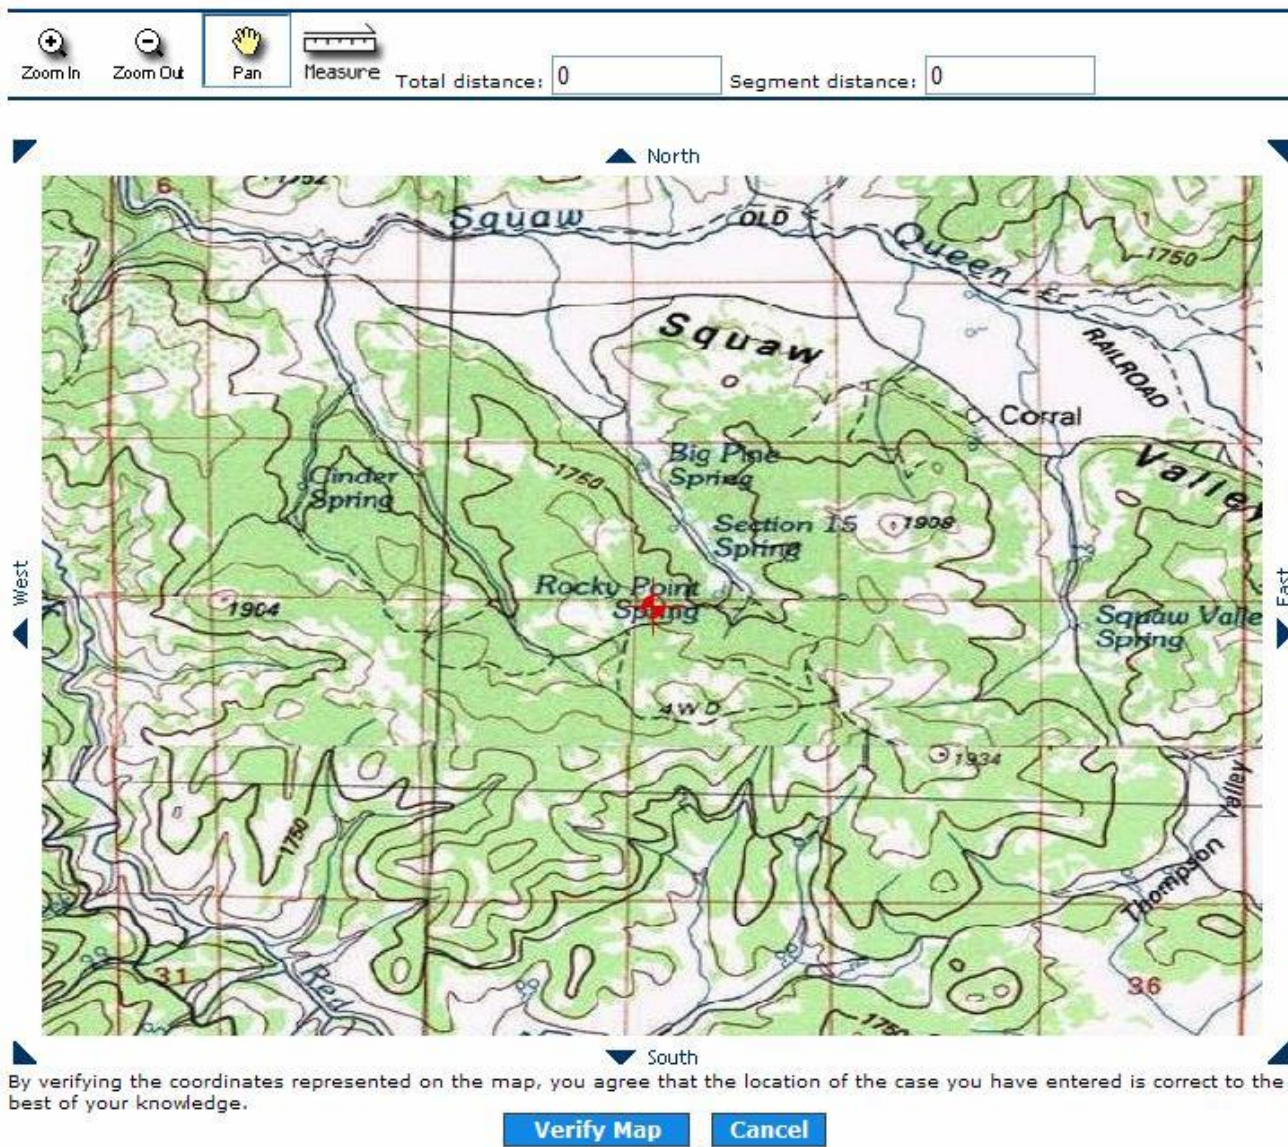 Zoom In
Zoom Out
Pan
Measure
Total distance: 0
Segment distance: 0
North
6
1752
Squaw
OLD
Queen
1
1750
Squaw
RAILROAD
Corral
Big Pine
Spring
Valley
Cinder
Spring
1750
Section 15
Spring
1908
West
East
Rocky Point
Spring
1904
Squaw Valle
Spring
4WD
1934
Valley
1750
Thompson
31
Red
36
1750
South
By verifying the coordinates represented on the map, you agree that the location of the case you have entered is correct to the
best of your knowledge.
Verify Map
Cancel